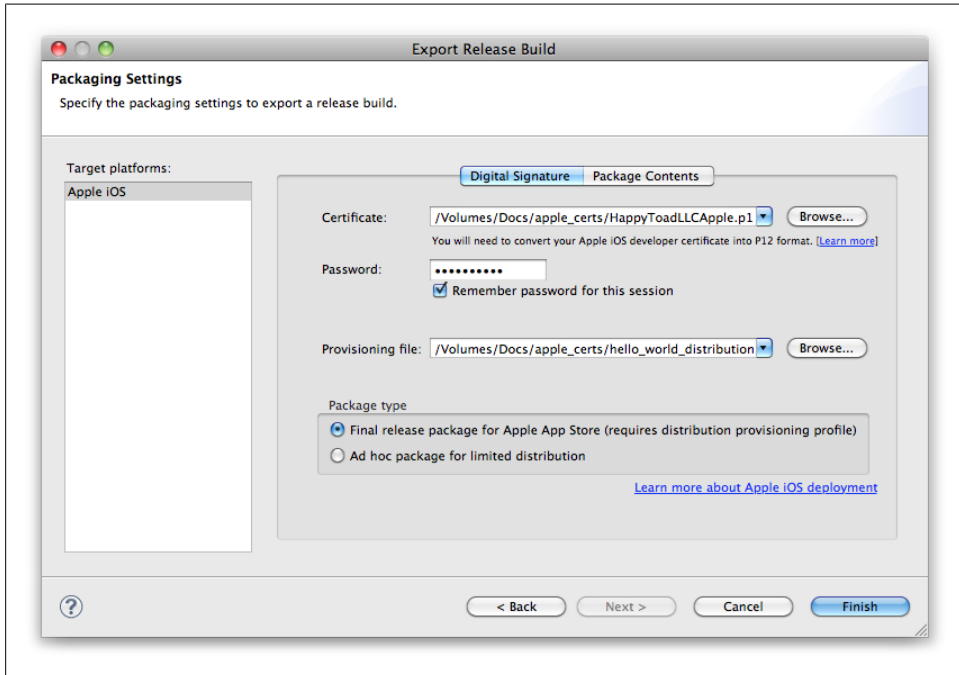 Export Release Build
Packaging Settings
Specify the packaging settings to export a release build.
Target platforms:
Apple iOS
Digital Signature Package Contents
Certificate: /Volumes/Docs/apple_certs/HappyToadLLCApple.p1 Browse...
You will need to convert your Apple iOS developer certificate into P12 format. [Learn more]
Password: ••••••••••
Remember password for this session
Provisioning file: /Volumes/Docs/apple_certs/hello_world_distribution Browse...
Package type
Final release package for Apple App Store (requires distribution provisioning profile)
Ad hoc package for limited distribution
Learn more about Apple iOS deployment
? < Back Next > Cancel Finish